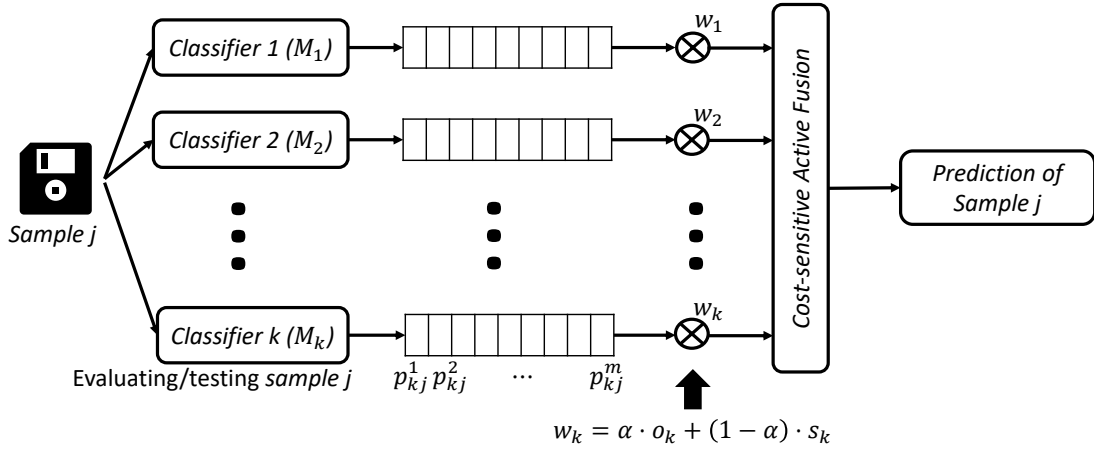 Classifier 1 (M₁)
w₁
Classifier 2 (M₂)
w₂
Sample j
Cost-sensitive Active Fusion
Prediction of
Sample j
Classifier k (Mₖ)
wₖ
Evaluating/testing sample j
p¹ₖⱼ p²ₖⱼ ⋯ pᵐₖⱼ
wₖ = α · oₖ + (1 − α) · sₖ